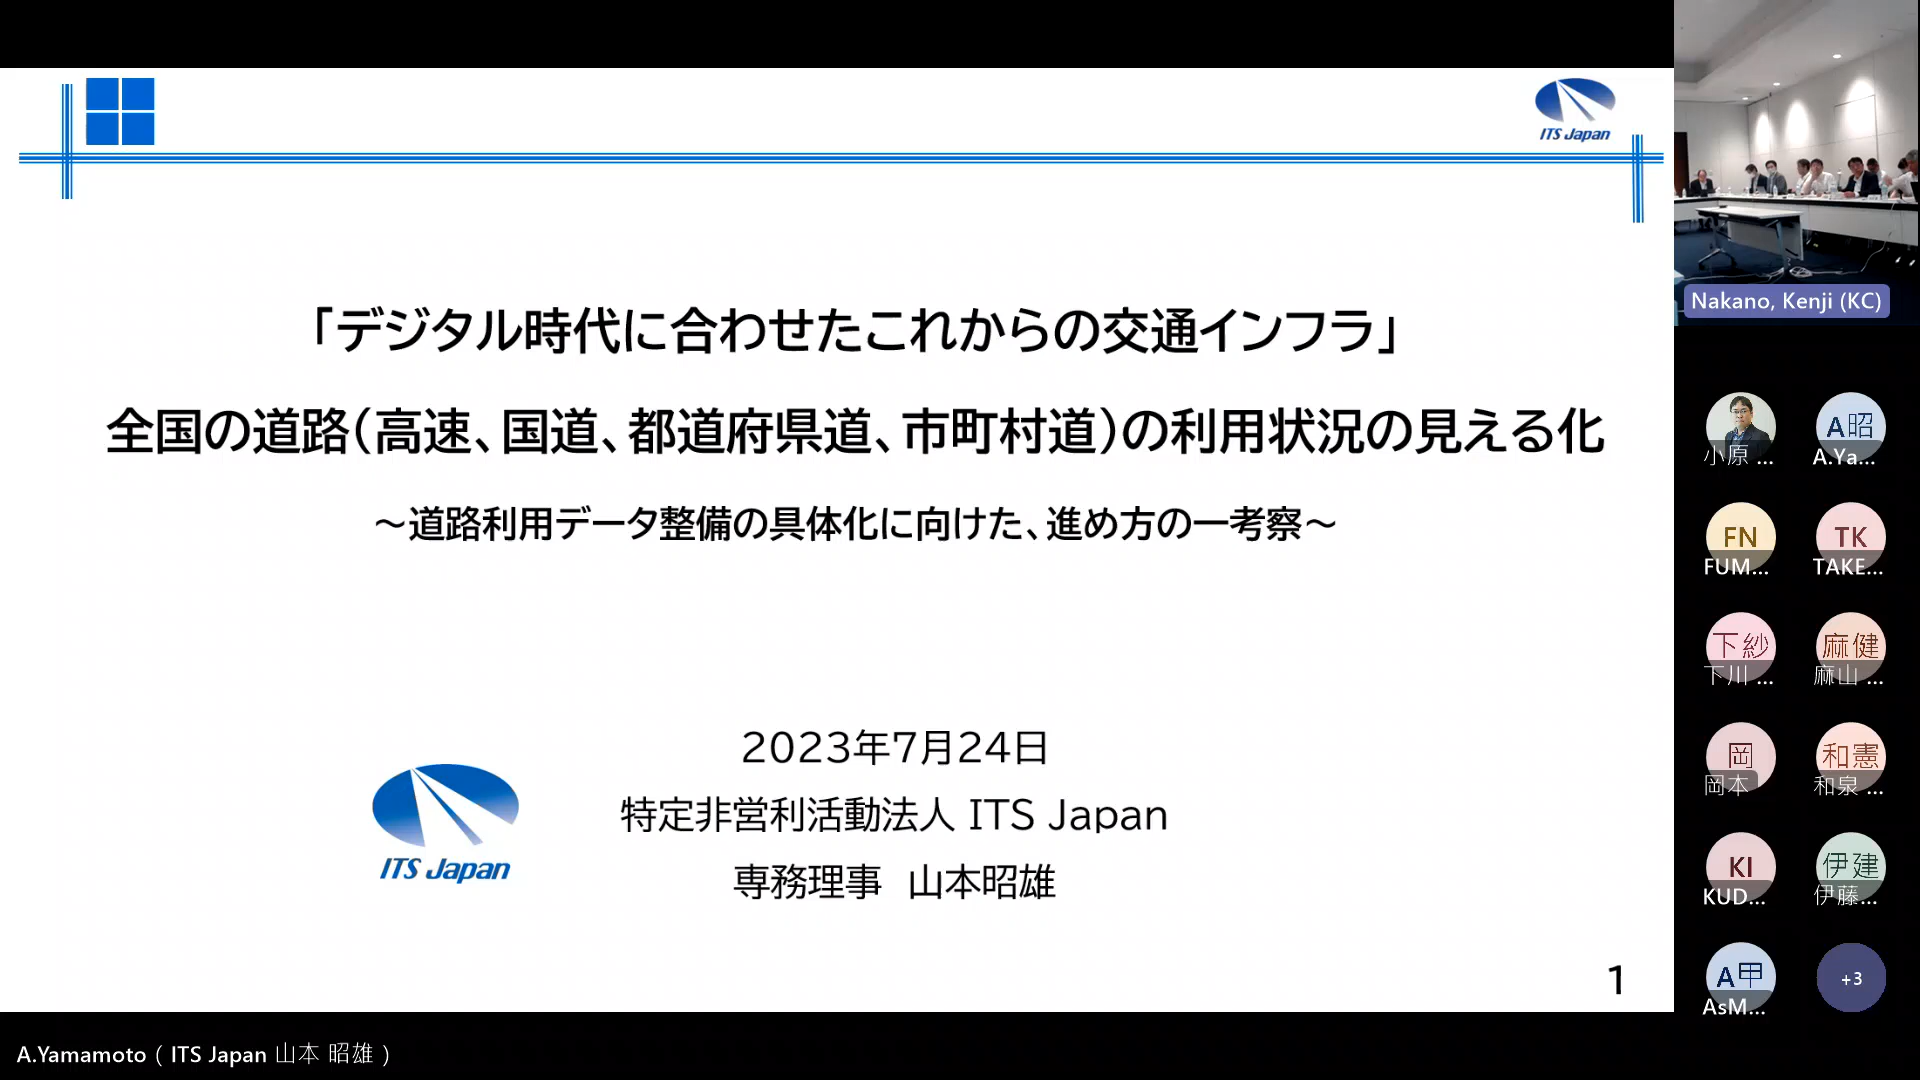 ITS Japan
「デジタル時代に合わせたこれからの交通インフラ」
全国の道路（高速、国道、都道府県道、市町村道）の利用状況の見える化
～道路利用データ整備の具体化に向けた、進め方の一考察～
2023年7月24日
特定非営利活動法人 ITS Japan
専務理事　山本昭雄
ITS Japan
1
Nakano, Kenji (KC)
小原 ...
A昭
A.Ya...
FN
FUM...
TK
TAKE...
下紗
下川 ...
麻健
麻山 ...
岡
岡本
和憲
和泉 ...
KI
KUD...
伊建
伊藤...
A甲
AsM...
+3
A.Yamamoto ( ITS Japan 山本 昭雄 )